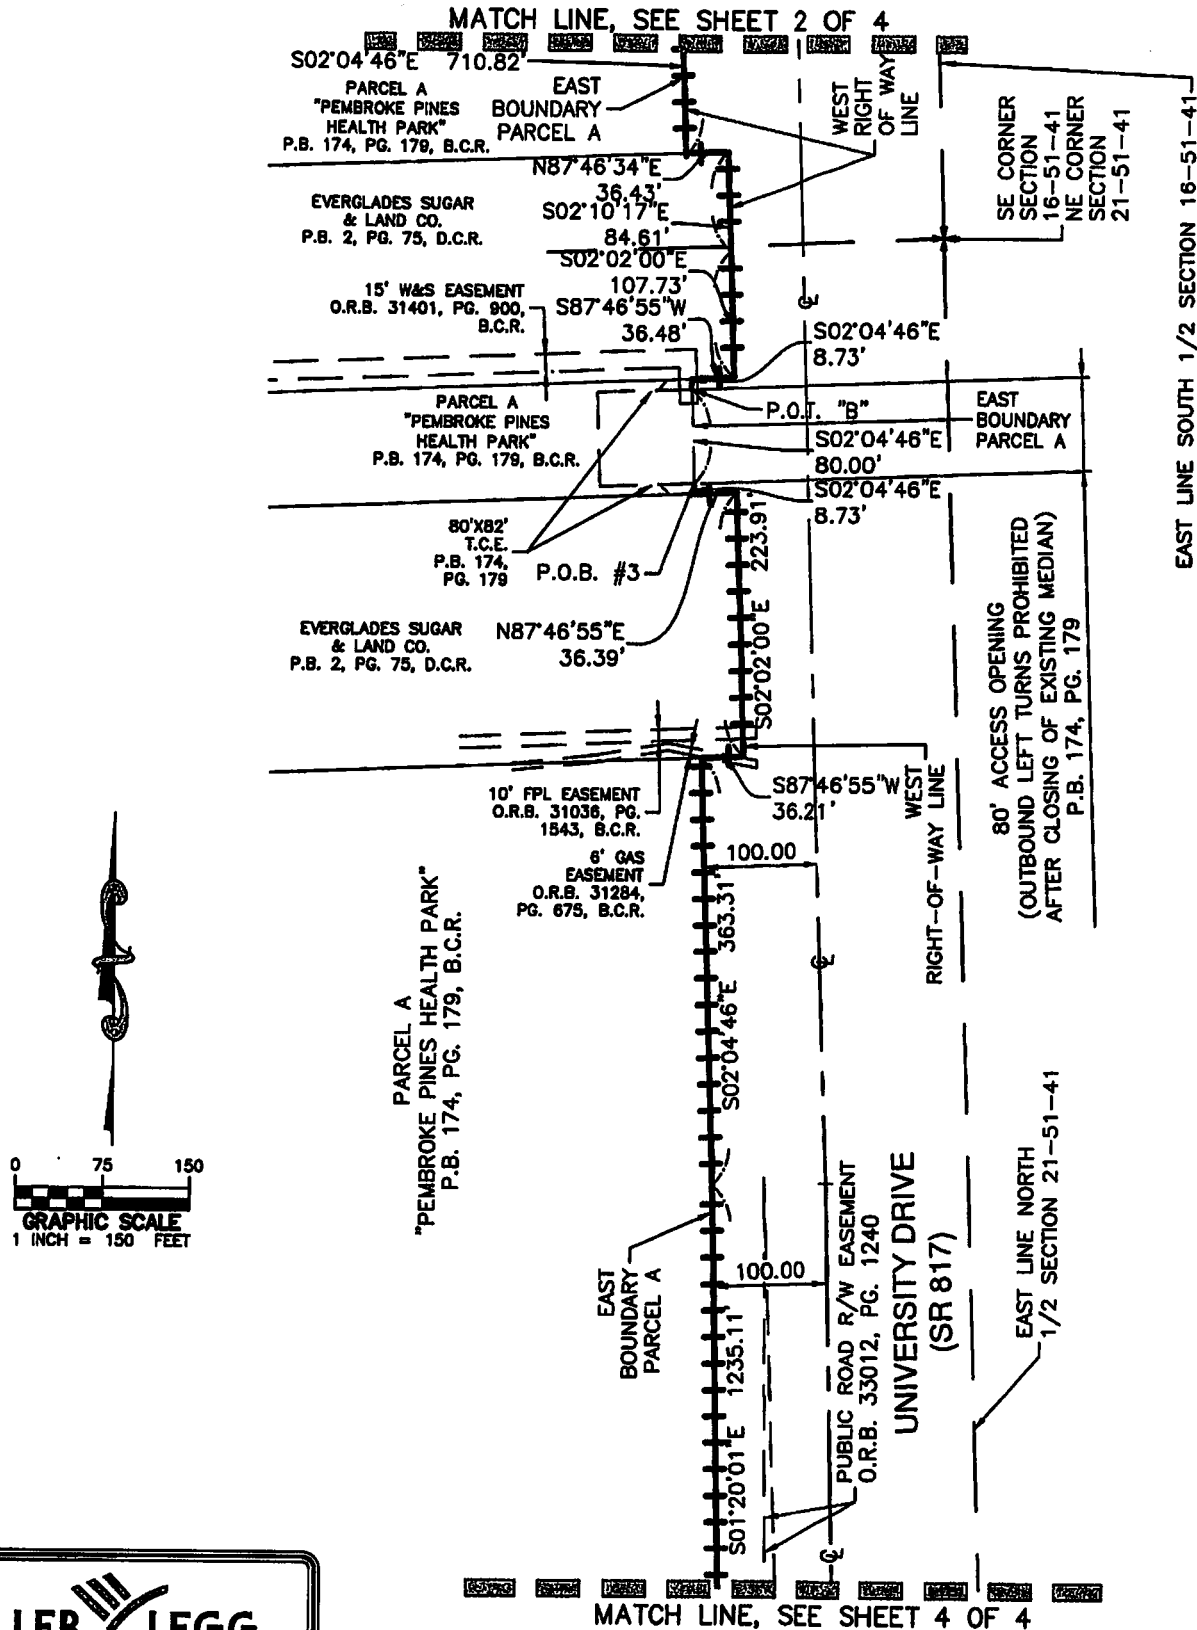 MATCH LINE, SEE SHEET 2 OF 4
S02°04'46"E 710.82'
PARCEL A
"PEMBROKE PINES
HEALTH PARK"
P.B. 174, PG. 179, B.C.R.
EAST
BOUNDARY
PARCEL A
WEST
RIGHT
OF WAY
LINE
SE CORNER
SECTION
16-51-41
NE CORNER
SECTION
21-51-41
EAST LINE SOUTH 1/2 SECTION 16-51-41
N87°46'34"E
36.43'
EVERGLADES SUGAR
& LAND CO.
P.B. 2, PG. 75, D.C.R.
S02°10'17"E
84.61'
S02°02'00"E
107.73'
15' W&S EASEMENT
O.R.B. 31401, PG. 900,
B.C.R.
S87°46'55"W
36.48'
S02°04'46"E
8.73'
PARCEL A
"PEMBROKE PINES
HEALTH PARK"
P.B. 174, PG. 179, B.C.R.
P.O.T. "B"
EAST
BOUNDARY
PARCEL A
S02°04'46"E
80.00'
S02°04'46"E
8.73'
80'X82'
T.C.E.
P.B. 174,
PG. 179
P.O.B. #3
223.91'
S02°02'00"E
EVERGLADES SUGAR
& LAND CO.
P.B. 2, PG. 75, D.C.R.
N87°46'55"E
36.39'
80' ACCESS OPENING
(OUTBOUND LEFT TURNS PROHIBITED
AFTER CLOSING OF EXISTING MEDIAN)
P.B. 174, PG. 179
10' FPL EASEMENT
O.R.B. 31036, PG.
1543, B.C.R.
S87°46'55"W
36.21'
WEST
RIGHT-OF-WAY LINE
6' GAS
EASEMENT
O.R.B. 31284,
PG. 675, B.C.R.
100.00
363.31'
S02°04'46"E
PARCEL A
"PEMBROKE PINES HEALTH PARK"
P.B. 174, PG. 179, B.C.R.
0 75 150
GRAPHIC SCALE
1 INCH = 150 FEET
EAST
BOUNDARY
PARCEL A
100.00
1235.11'
S01°20'01"E
PUBLIC ROAD R/W EASEMENT
O.R.B. 33012, PG. 1240
UNIVERSITY DRIVE
(SR 817)
EAST LINE NORTH
1/2 SECTION 21-51-41
MATCH LINE, SEE SHEET 4 OF 4
LEGG